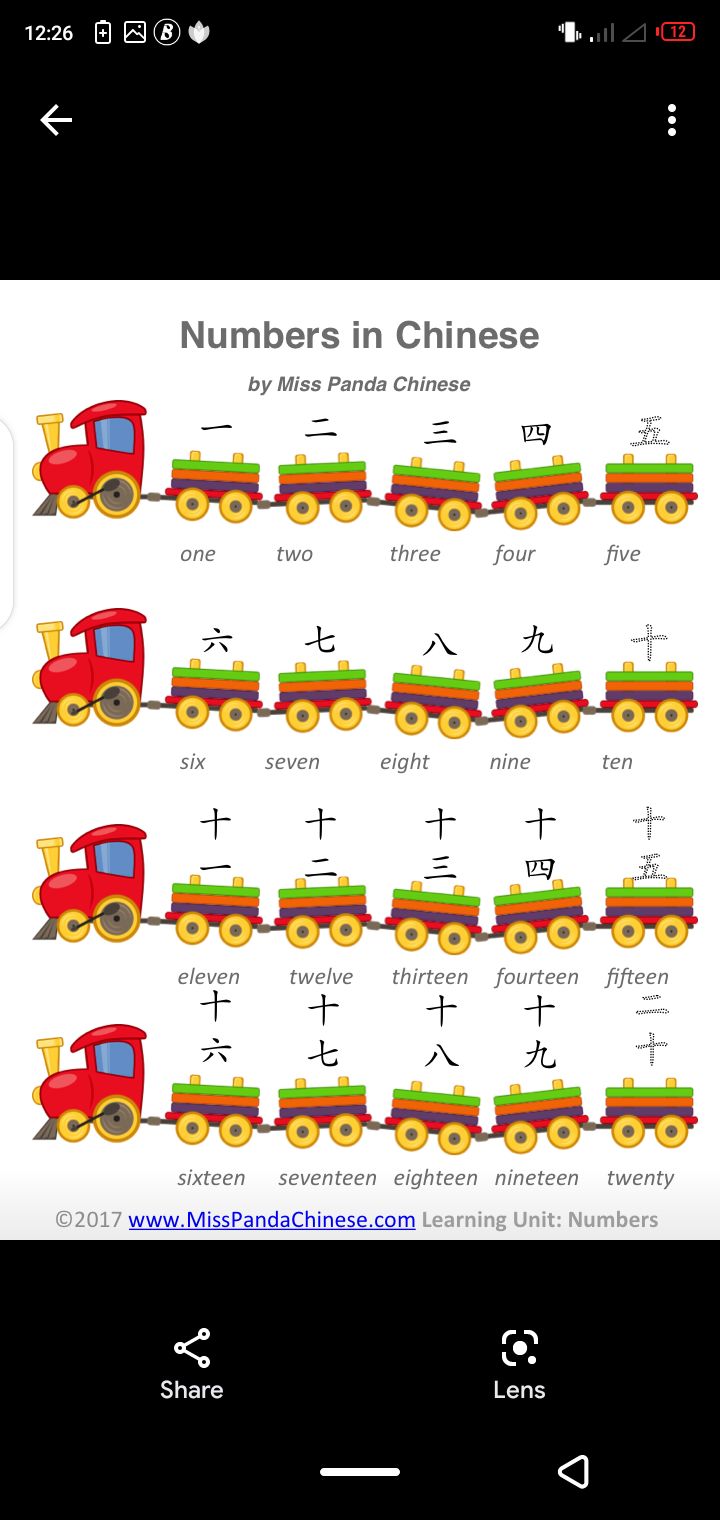 12:26
12
Numbers in Chinese
by Miss Panda Chinese
一 二 三 四 五
one two three four five
六 七 八 九 十
six seven eight nine ten
十 十 十 十 十
一 二 三 四 五
eleven twelve thirteen fourteen fifteen
十 十 十 十 二
六 七 八 九 十
sixteen seventeen eighteen nineteen twenty
©2017 www.MissPandaChinese.com Learning Unit: Numbers
Share Lens